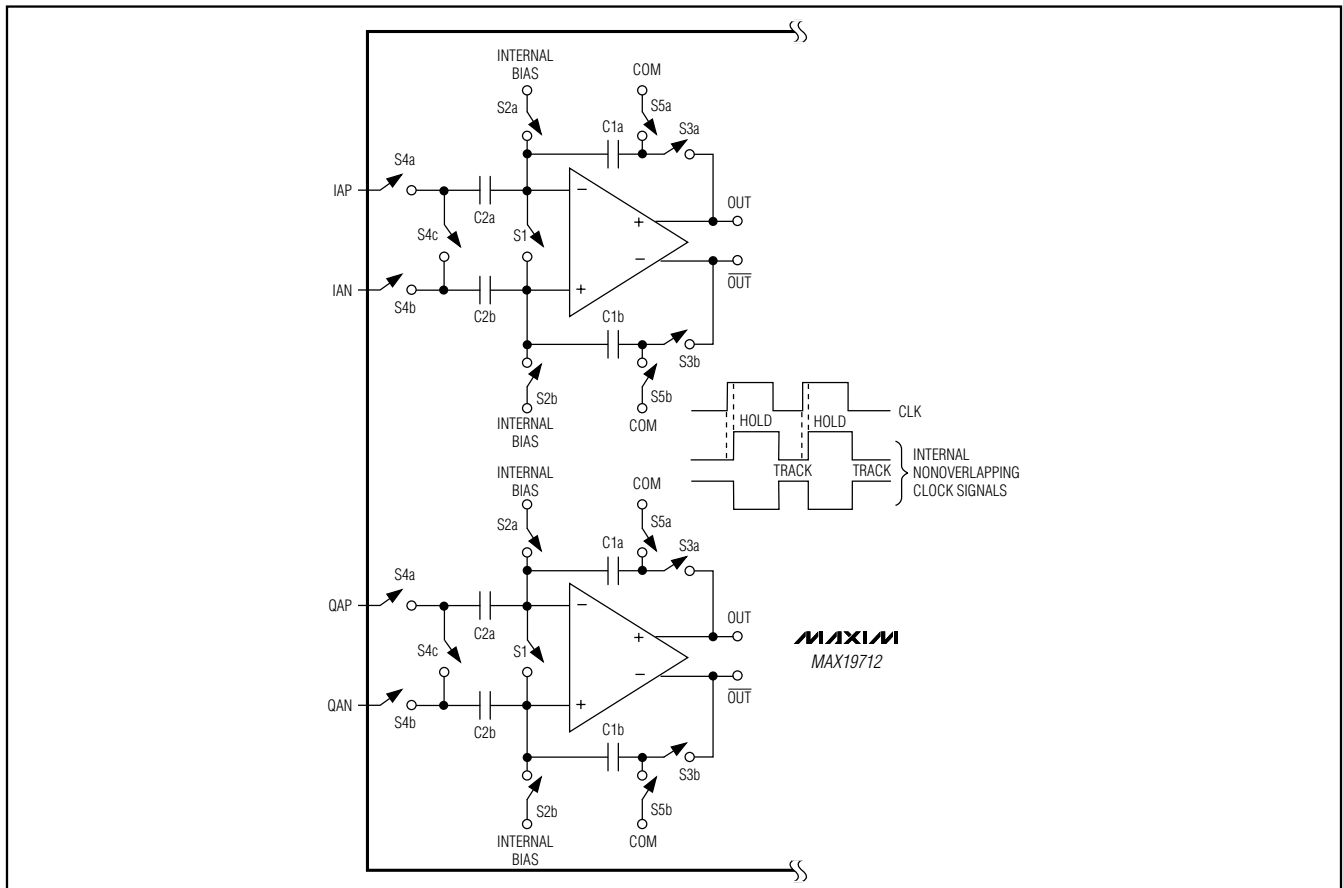 INTERNAL
BIAS
COM
S2a
S5a
C1a
S3a
S4a
IAP
C2a
OUT
S4c
S1
−
+
+
−
OUT
IAN
S4b
C2b
C1b
S3b
S2b
S5b
INTERNAL
BIAS
COM
CLK
HOLD
HOLD
TRACK
TRACK
INTERNAL
NONOVERLAPPING
CLOCK SIGNALS
INTERNAL
BIAS
COM
S2a
S5a
C1a
S3a
S4a
QAP
C2a
OUT
S4c
S1
−
+
+
−
OUT
QAN
S4b
C2b
C1b
S3b
S2b
S5b
INTERNAL
BIAS
COM
MAXIM
MAX19712